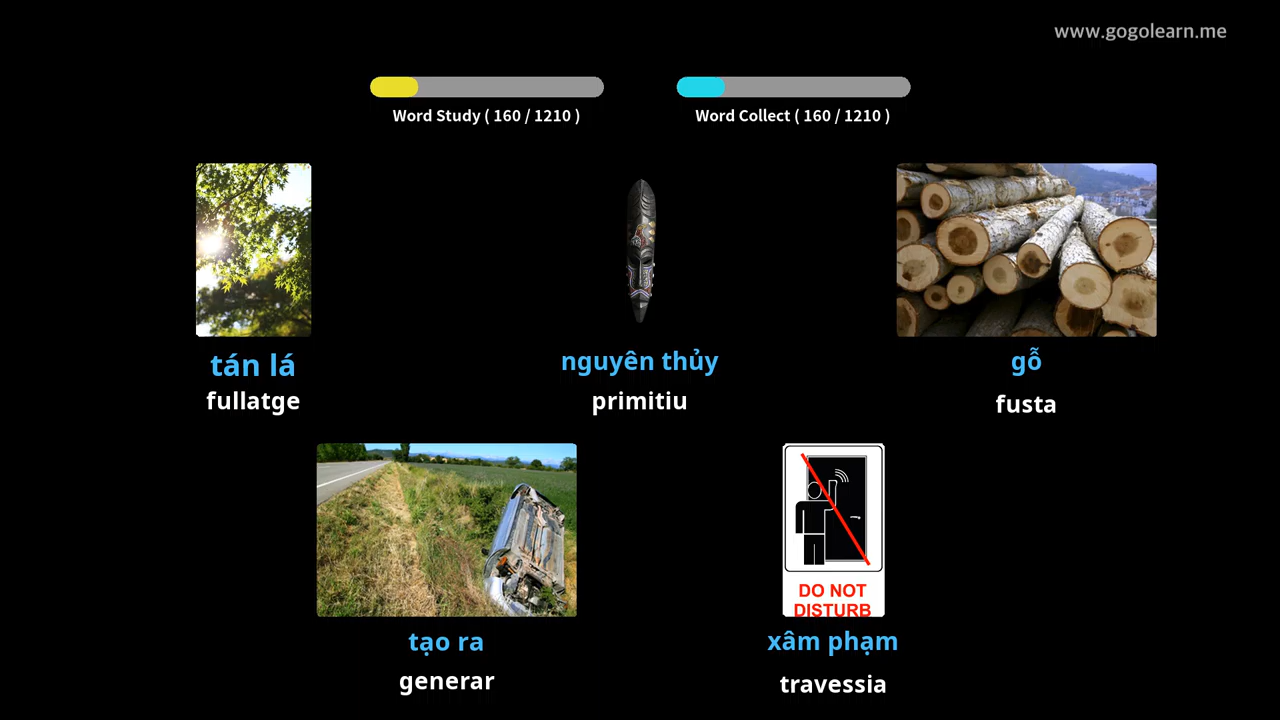 www.gogolearn.me
Word Study ( 160 / 1210 )
Word Collect ( 160 / 1210 )
tán lá
fullatge
nguyên thủy
primitiu
gỗ
fusta
DO NOT
DISTURB
tạo ra
generar
xâm phạm
travessia